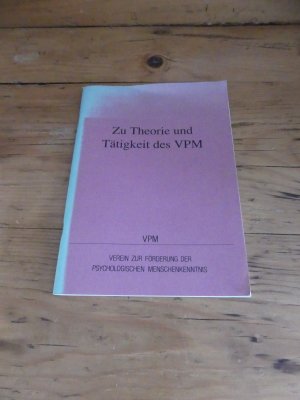 Zu Theorie und
Tätigkeit des VPM
VPM
VEREIN ZUR FÖRDERUNG DER
PSYCHOLOGISCHEN MENSCHENKENNTNIS